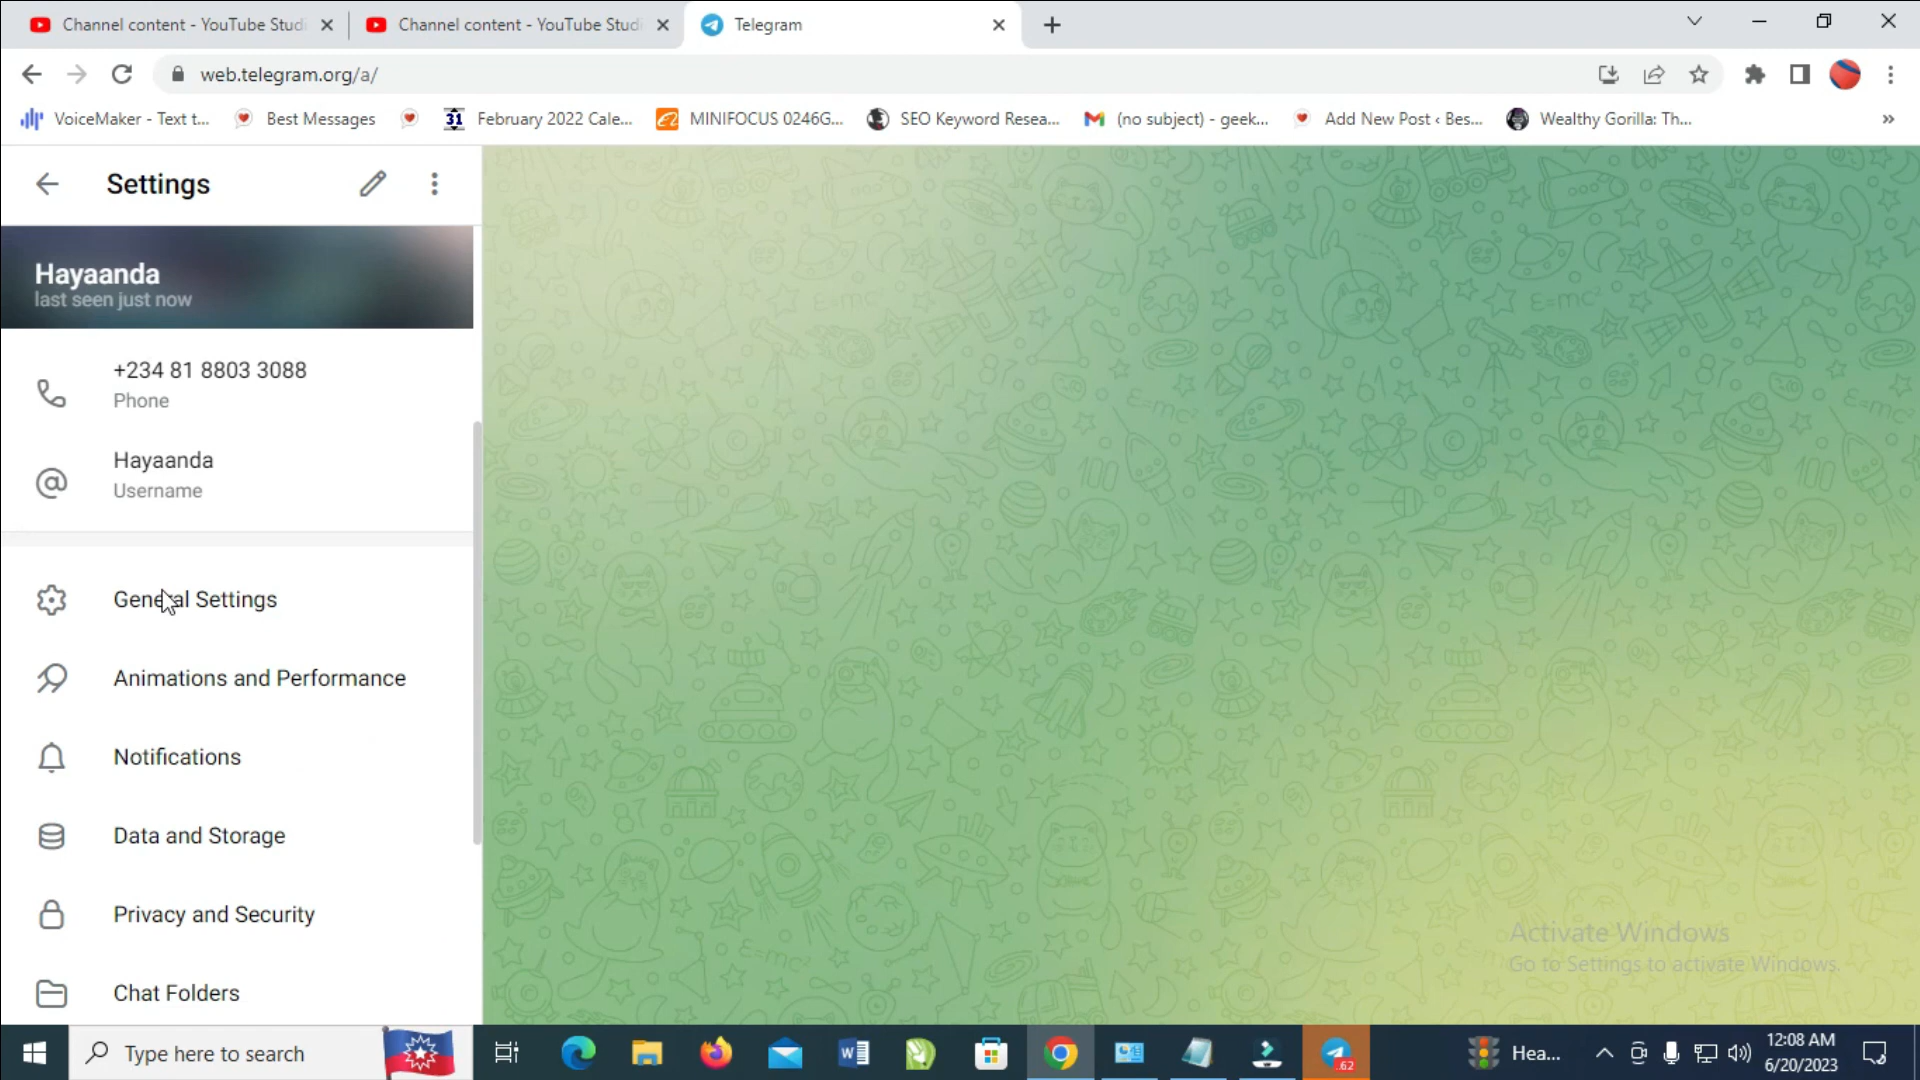 Channel content - YouTube Studi
Channel content - YouTube Studi
Telegram
web.telegram.org/a/
VoiceMaker - Text t...
Best Messages
31
February 2022 Cale...
MINIFOCUS 0246G...
SEO Keyword Resea...
(no subject) - geek...
Add New Post ‹ Bes...
Wealthy Gorilla: Th...
»
Settings
Hayaanda
last seen just now
+234 81 8803 3088
Phone
Hayaanda
Username
General Settings
Animations and Performance
Notifications
Data and Storage
Privacy and Security
Chat Folders
Activate Windows
Go to Settings to activate Windows.
Type here to search
.62
Hea...
12:08 AM
6/20/2023